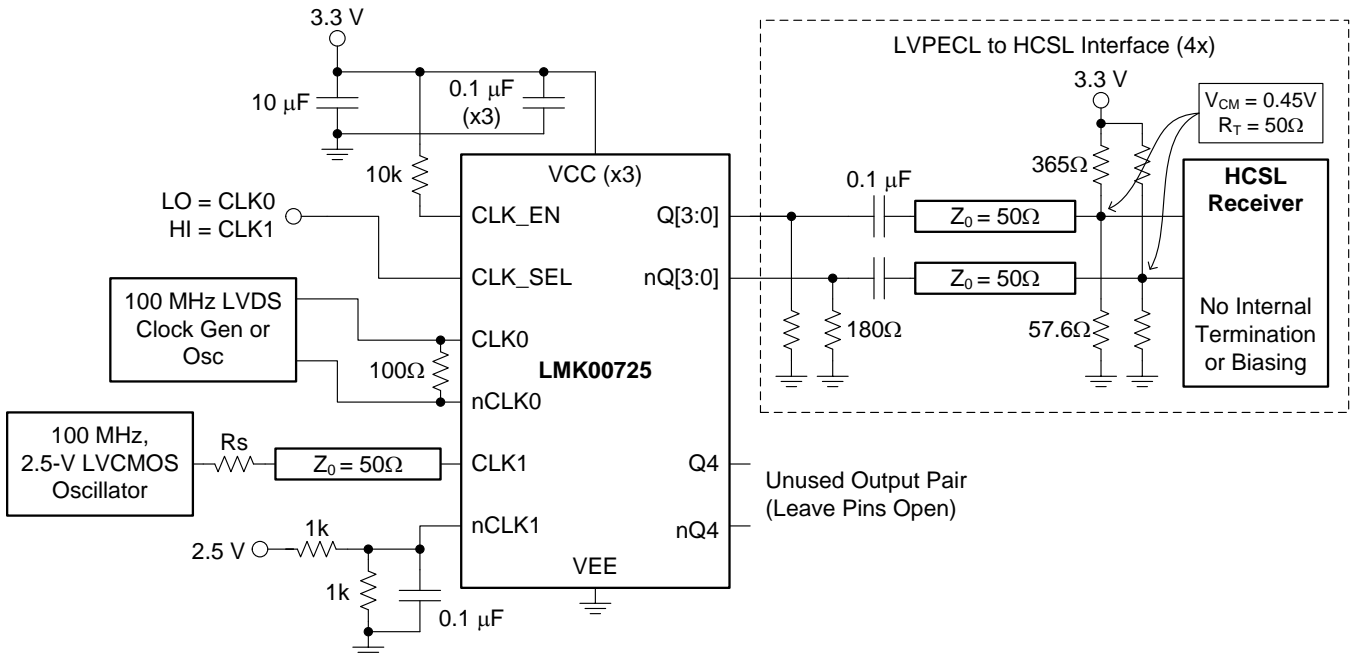 3.3 V
10 μF
0.1 μF
(x3)
10k
LO = CLK0
HI = CLK1
100 MHz LVDS
Clock Gen or
Osc
100Ω
100 MHz,
2.5-V LVCMOS
Oscillator
Rs
Z0 = 50Ω
2.5 V
1k
1k
0.1 μF
VCC (x3)
CLK_EN
CLK_SEL
CLK0
LMK00725
nCLK0
CLK1
nCLK1
VEE
Q[3:0]
nQ[3:0]
Q4
nQ4
Unused Output Pair
(Leave Pins Open)
LVPECL to HCSL Interface (4x)
3.3 V
VCM = 0.45V
RT = 50Ω
365Ω
0.1 μF
Z0 = 50Ω
Z0 = 50Ω
180Ω
57.6Ω
HCSL
Receiver
No Internal
Termination
or Biasing